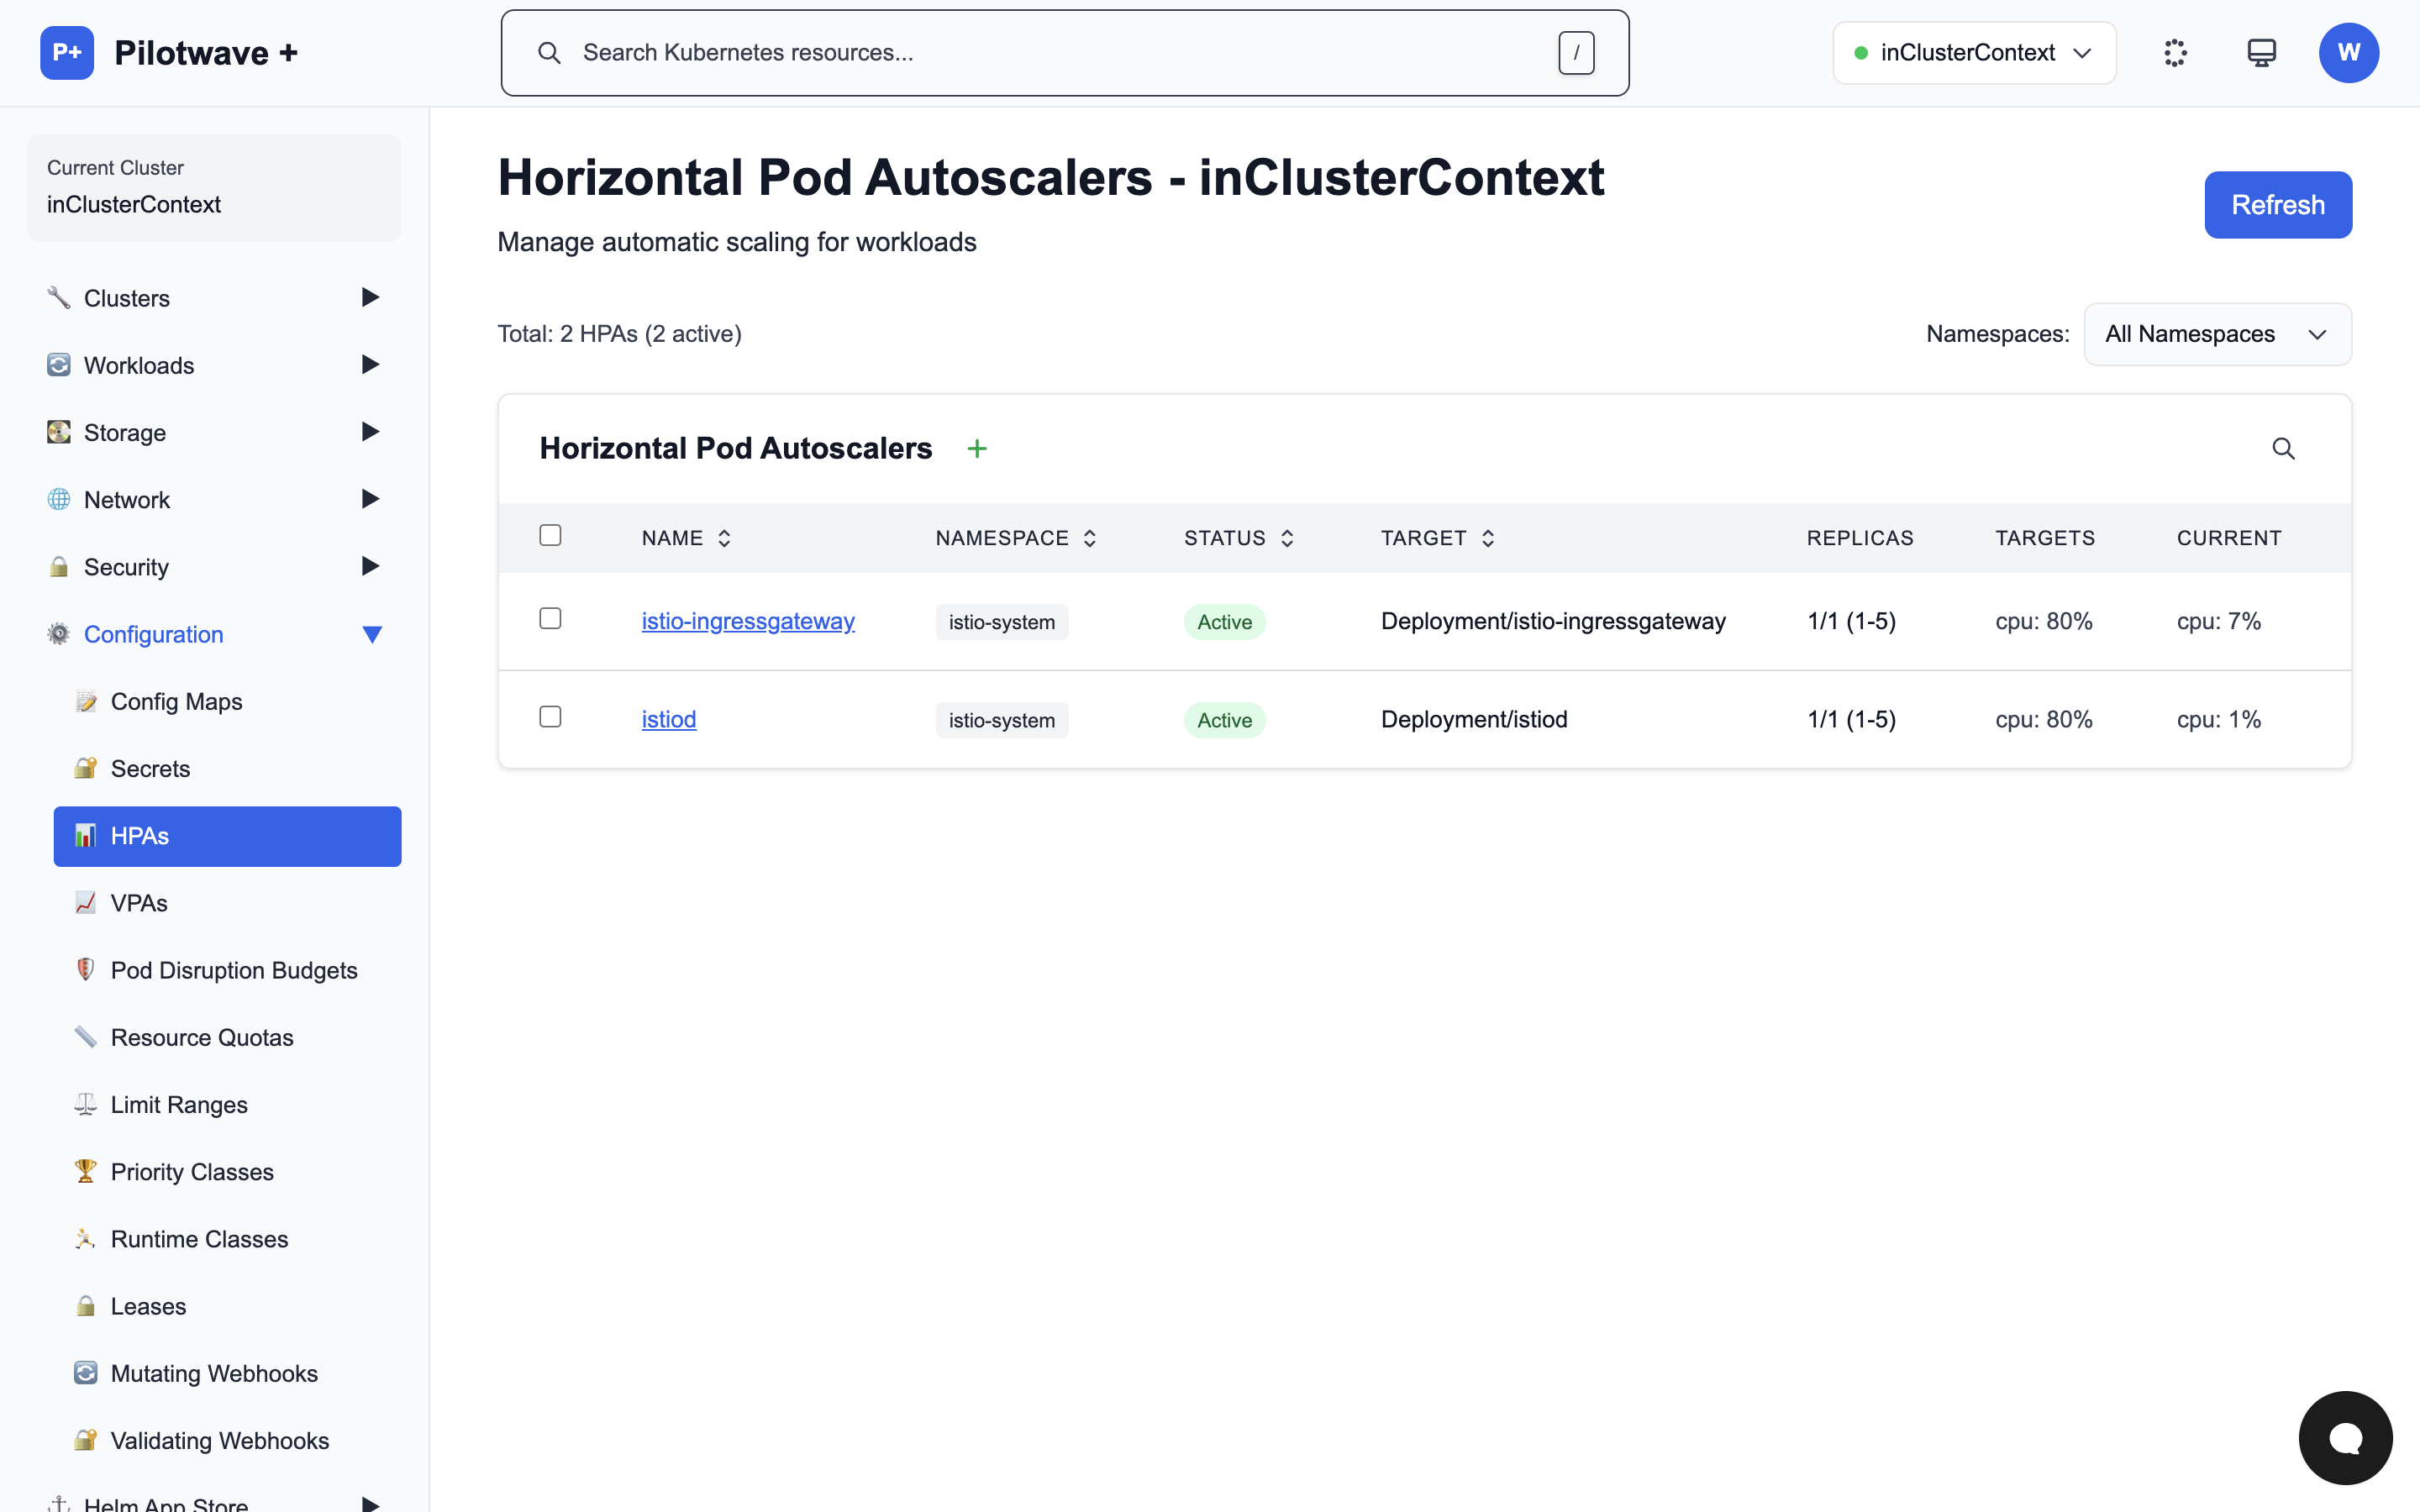 P+ Pilotwave +
Search Kubernetes resources... /
inClusterContext
W
Current Cluster
inClusterContext
Clusters
Workloads
Storage
Network
Security
Configuration
Config Maps
Secrets
HPAs
VPAs
Pod Disruption Budgets
Resource Quotas
Limit Ranges
Priority Classes
Runtime Classes
Leases
Mutating Webhooks
Validating Webhooks
Helm App Store
Horizontal Pod Autoscalers - inClusterContext
Manage automatic scaling for workloads
Refresh
Total: 2 HPAs (2 active)
Namespaces: All Namespaces
Horizontal Pod Autoscalers +
NAME NAMESPACE STATUS TARGET REPLICAS TARGETS CURRENT
istio-ingressgateway istio-system Active Deployment/istio-ingressgateway 1/1 (1-5) cpu: 80% cpu: 7%
istiod istio-system Active Deployment/istiod 1/1 (1-5) cpu: 80% cpu: 1%